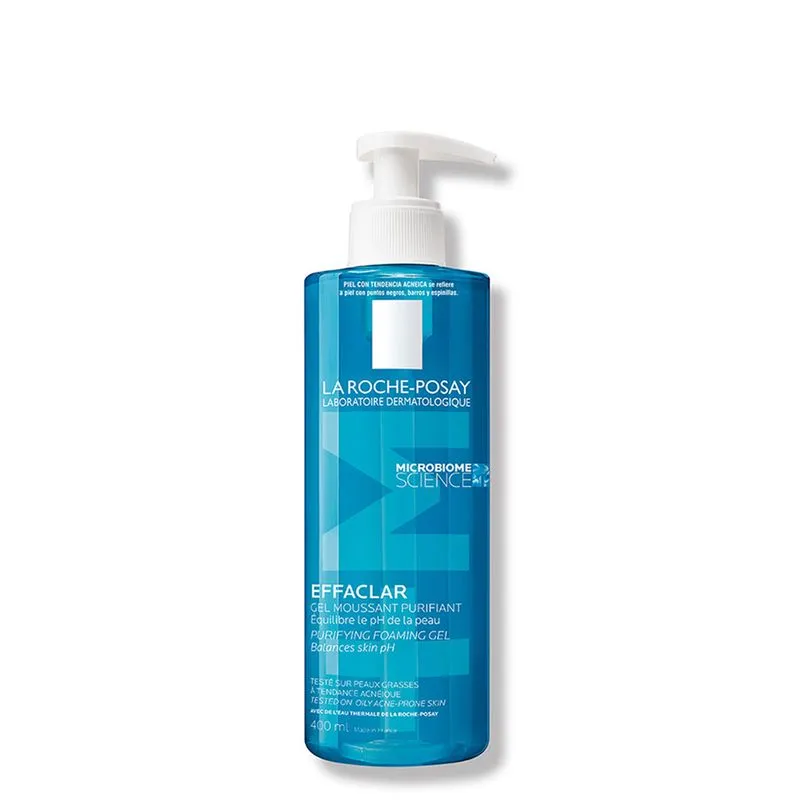 PIEL CON TENDENCIA ACNEICA se refiere
a piel con puntos negros, barros y espinillas.
LA ROCHE-POSAY
LABORATOIRE DERMATOLOGIQUE
MICROBIOME
SCIENCE
EFFACLAR
GEL MOUSSANT PURIFIANT
Équilibre le pH de la peau
PURIFYING FOAMING GEL
Balances skin pH
TESTÉ SUR PEAUX GRASSES
À TENDANCE ACNÉIQUE
TESTED ON OILY ACNE-PRONE SKIN
AVEC DE L'EAU THERMALE DE LA ROCHE-POSAY
400 ml Made in France